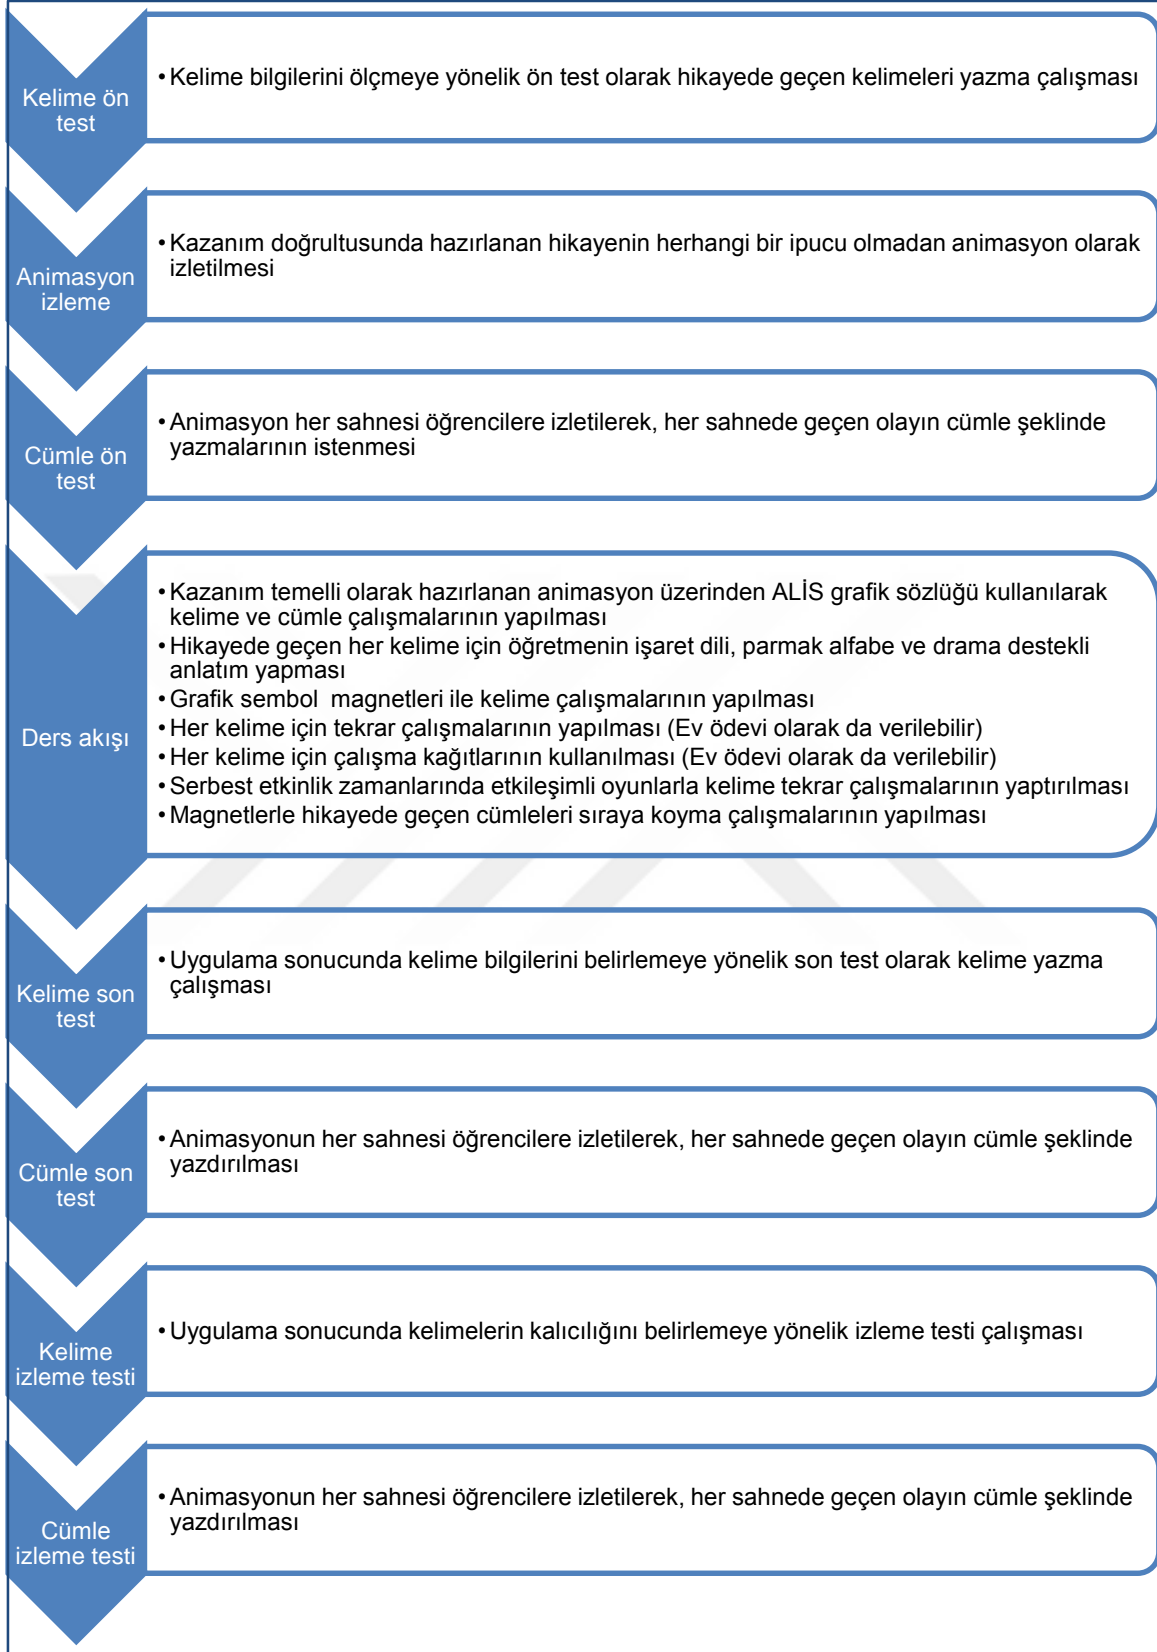 Kelime ön
test
• Kelime bilgilerini ölçmeye yönelik ön test olarak hikayede geçen kelimeleri yazma çalışması
Animasyon
izleme
• Kazanım doğrultusunda hazırlanan hikayenin herhangi bir ipucu olmadan animasyon olarak
izletilmesi
Cümle ön
test
• Animasyon her sahnesi öğrencilere izletilerek, her sahnede geçen olayın cümle şeklinde
yazmalarının istenmesi
Ders akışı
• Kazanım temelli olarak hazırlanan animasyon üzerinden ALİS grafik sözlüğü kullanılarak
kelime ve cümle çalışmalarının yapılması
• Hikayede geçen her kelime için öğretmenin işaret dili, parmak alfabe ve drama destekli
anlatım yapması
• Grafik sembol  magnetleri ile kelime çalışmalarının yapılması
• Her kelime için tekrar çalışmalarının yapılması (Ev ödevi olarak da verilebilir)
• Her kelime için çalışma kağıtlarının kullanılması (Ev ödevi olarak da verilebilir)
• Serbest etkinlik zamanlarında etkileşimli oyunlarla kelime tekrar çalışmalarının yaptırılması
• Magnetlerle hikayede geçen cümleleri sıraya koyma çalışmalarının yapılması
Kelime son
test
• Uygulama sonucunda kelime bilgilerini belirlemeye yönelik son test olarak kelime yazma
çalışması
Cümle son
test
• Animasyonun her sahnesi öğrencilere izletilerek, her sahnede geçen olayın cümle şeklinde
yazdırılması
Kelime
izleme testi
• Uygulama sonucunda kelimelerin kalıcılığını belirlemeye yönelik izleme testi çalışması
Cümle
izleme testi
• Animasyonun her sahnesi öğrencilere izletilerek, her sahnede geçen olayın cümle şeklinde
yazdırılması